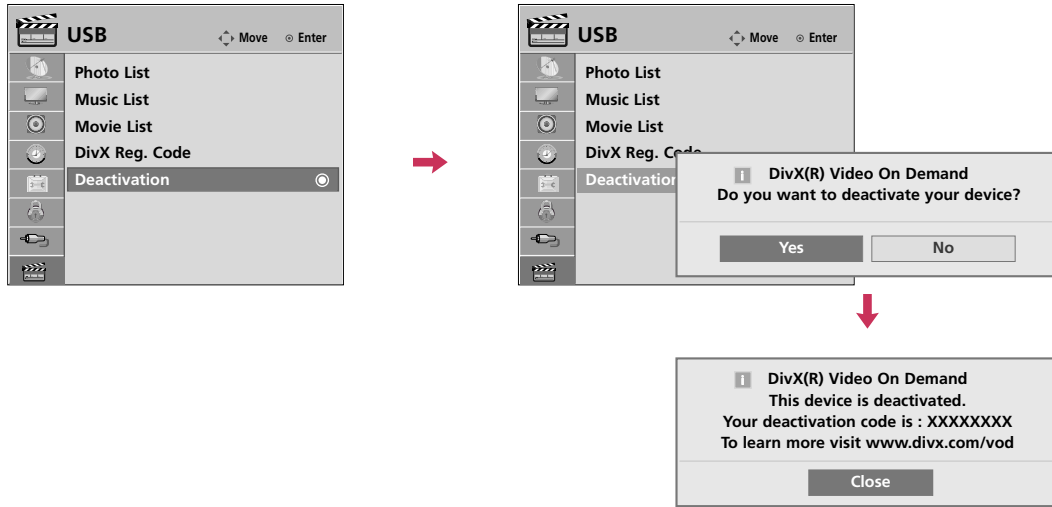 USB Move Enter
Photo List
Music List
Movie List
DivX Reg. Code
Deactivation
USB Move Enter
Photo List
Music List
Movie List
DivX Reg. Code
Deactivation
i DivX(R) Video On Demand
Do you want to deactivate your device?
Yes No
i DivX(R) Video On Demand
This device is deactivated.
Your deactivation code is : XXXXXXXX
To learn more visit www.divx.com/vod
Close